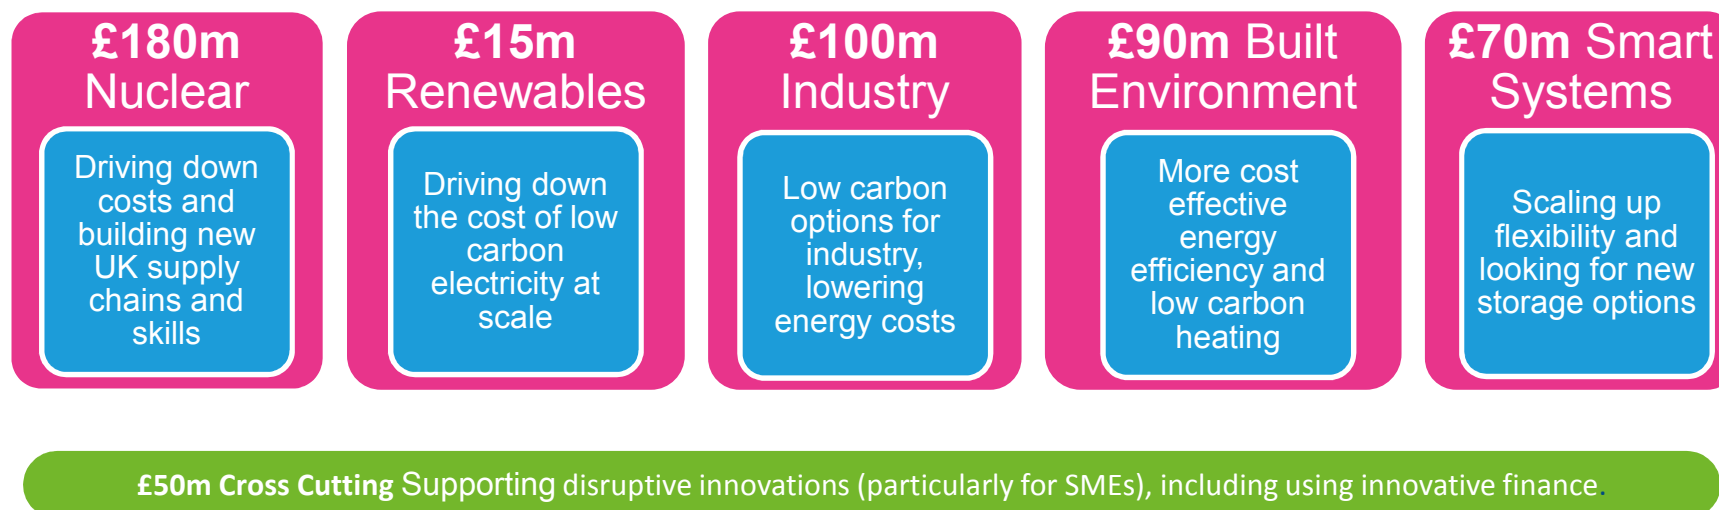 £180m
Nuclear
Driving down
costs and
building new
UK supply
chains and
skills
£15m
Renewables
Driving down
the cost of low
carbon
electricity at
scale
£100m
Industry
Low carbon
options for
industry,
lowering
energy costs
£90m Built
Environment
More cost
effective
energy
efficiency and
low carbon
heating
£70m Smart
Systems
Scaling up
flexibility and
looking for new
storage options
£50m Cross Cutting Supporting disruptive innovations (particularly for SMEs), including using innovative finance.